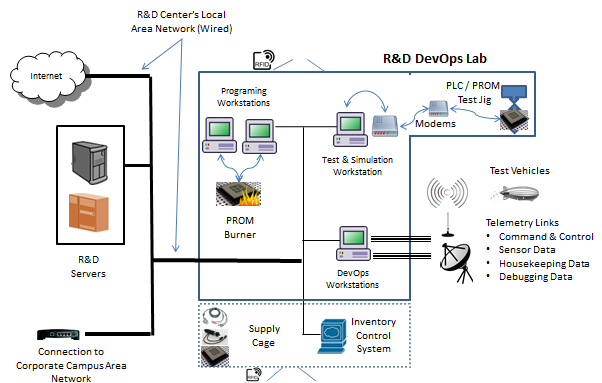 R&D Center's Local
Area Network (Wired)
Internet
RFID
R&D DevOps Lab
Programing
Workstations
PLC / PROM
Test Jig
Modems
Test & Simulation
Workstation
PROM
Burner
R&D
Servers
Test Vehicles
Telemetry Links
• Command & Control
• Sensor Data
• Housekeeping Data
• Debugging Data
DevOps
Workstations
Supply
Cage
Inventory
Control
System
Connection to
Corporate Campus Area
Network
RFID